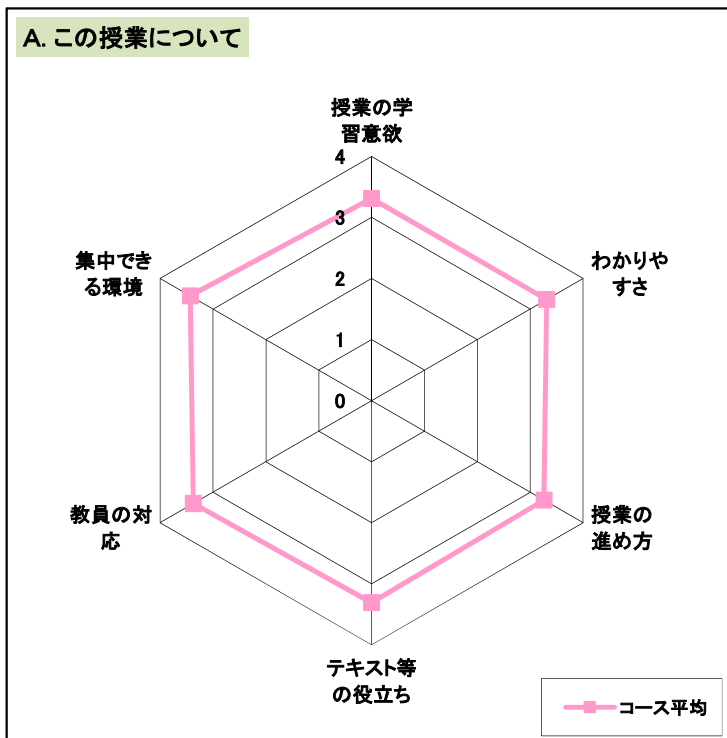 A. この授業について
授業の学
習意欲
4
3
2
1
0
集中でき
る環境
わかりや
すさ
教員の対
応
授業の
進め方
テキスト等
の役立ち
コース平均